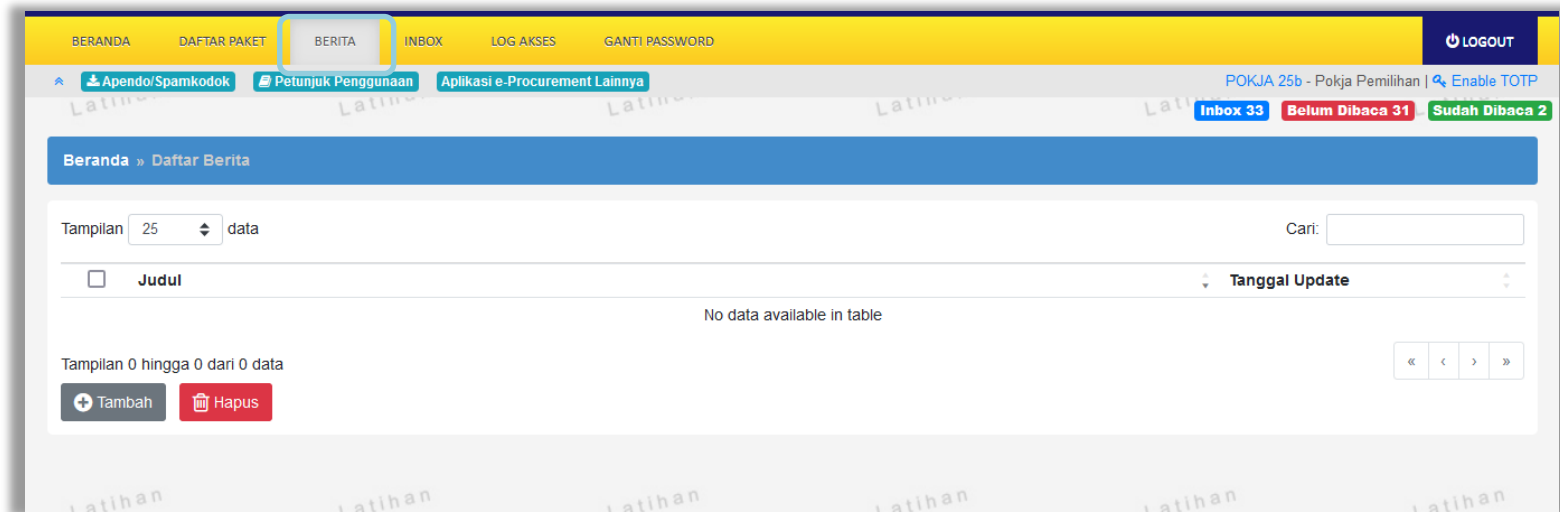 BERANDA DAFTAR PAKET BERITA INBOX LOG AKSES GANTI PASSWORD LOGOUT
Apendo/Spamkodok Petunjuk Penggunaan Aplikasi e-Procurement Lainnya POKJA 25b - Pokja Pemilihan | Enable TOTP
Inbox 33 Belum Dibaca 31 Sudah Dibaca 2
Beranda » Daftar Berita
Tampilan 25 data Cari:
Judul Tanggal Update
No data available in table
Tampilan 0 hingga 0 dari 0 data « ‹ › »
Tambah Hapus
Latihan Latihan Latihan Latihan Latihan Latihan